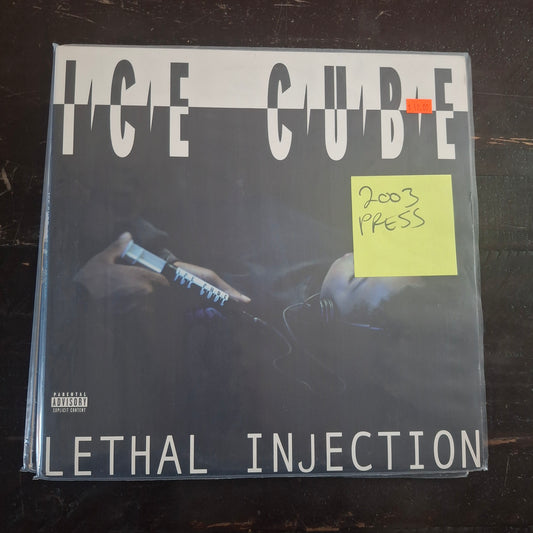 ICE CUBE
2003
PRESS
PARENTAL
ADVISORY
EXPLICIT CONTENT
LETHAL INJECTION